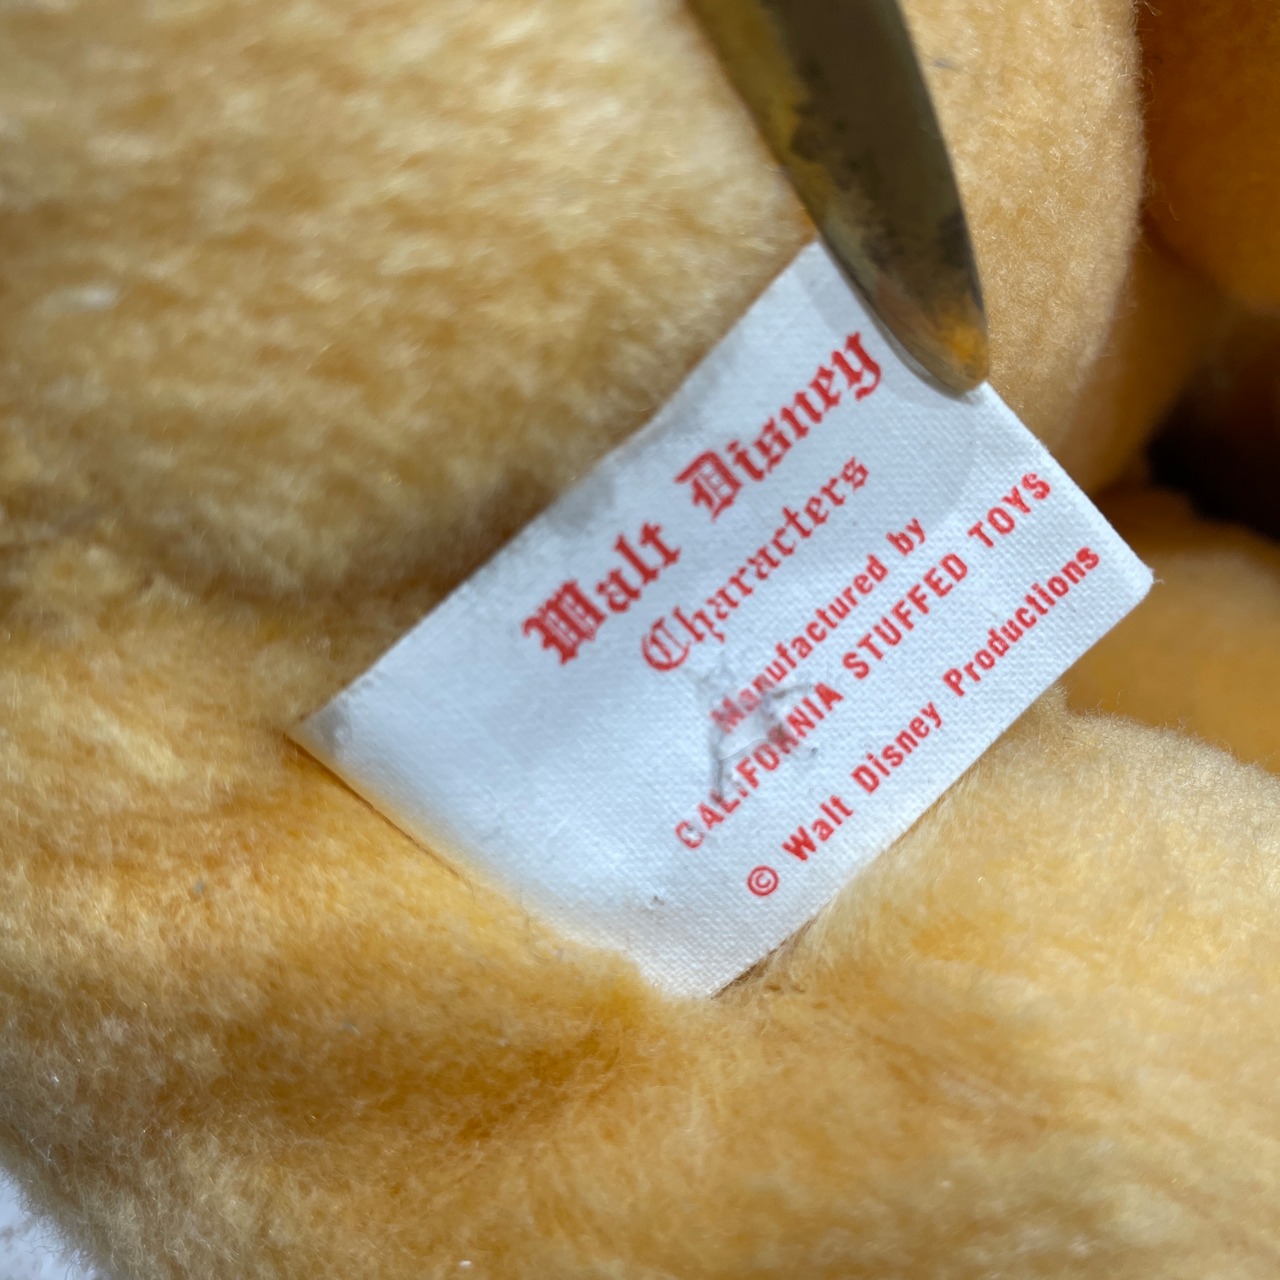 Walt Disney
Characters
Manufactured by
CALIFORNIA STUFFED TOYS
© Walt Disney Productions